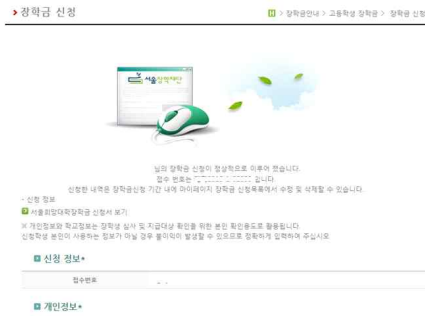 장학금 신청
H > 장학금안내 > 고등학생 장학금 > 장학금 신청
서울장학재단
님의 장학금 신청이 정상적으로 이루어 졌습니다.
접수 번호는 입니다.
신청한 내역은 장학금신청 기간 내에 마이페이지 장학금 신청목록에서 수정 및 삭제할 수 있습니다.
- 신청 정보
서울희망대학장학금 신청서 보기
※ 개인정보와 학교정보는 장학생 심사 및 지급대상 확인을 위한 본인 확인용도로 활용됩니다.
신청학생 본인이 사용하는 정보가 아닐 경우 불이익이 발생할 수 있으므로 정확하게 입력하여 주십시오
신청 정보*
접수번호
개인정보*